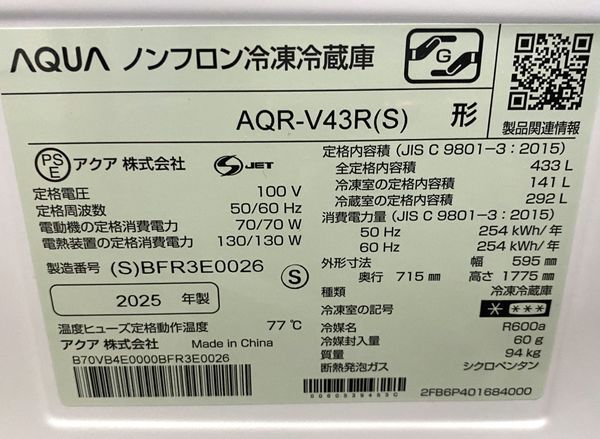 AQUA ノンフロン冷凍冷蔵庫
G
AQR-V43R(S) 形
製品関連情報
PS
E
アクア 株式会社
S-JET
定格電圧 100 V
定格周波数 50/60 Hz
電動機の定格消費電力 70/70 W
電熱装置の定格消費電力 130/130 W
製造番号 (S)BFR3E0026
S
2025 年製
温度ヒューズ定格動作温度 77℃
アクア 株式会社 Made in China
B70VB4E0000BFR3E0026
定格内容積 (JIS C 9801-3:2015)
全定格内容積 433 L
冷凍室の定格内容積 141 L
冷蔵室の定格内容積 292 L
消費電力量 (JIS C 9801-3:2015)
50 Hz 254 kWh/年
60 Hz 254 kWh/年
外形寸法 幅 595 mm
奥行 715 mm 高さ 1775 mm
種類 冷凍冷蔵庫
冷凍室の記号 * ***
冷媒名 R600a
冷媒封入量 60 g
質量 94 kg
断熱発泡ガス シクロペンタン
2FB6P401684000